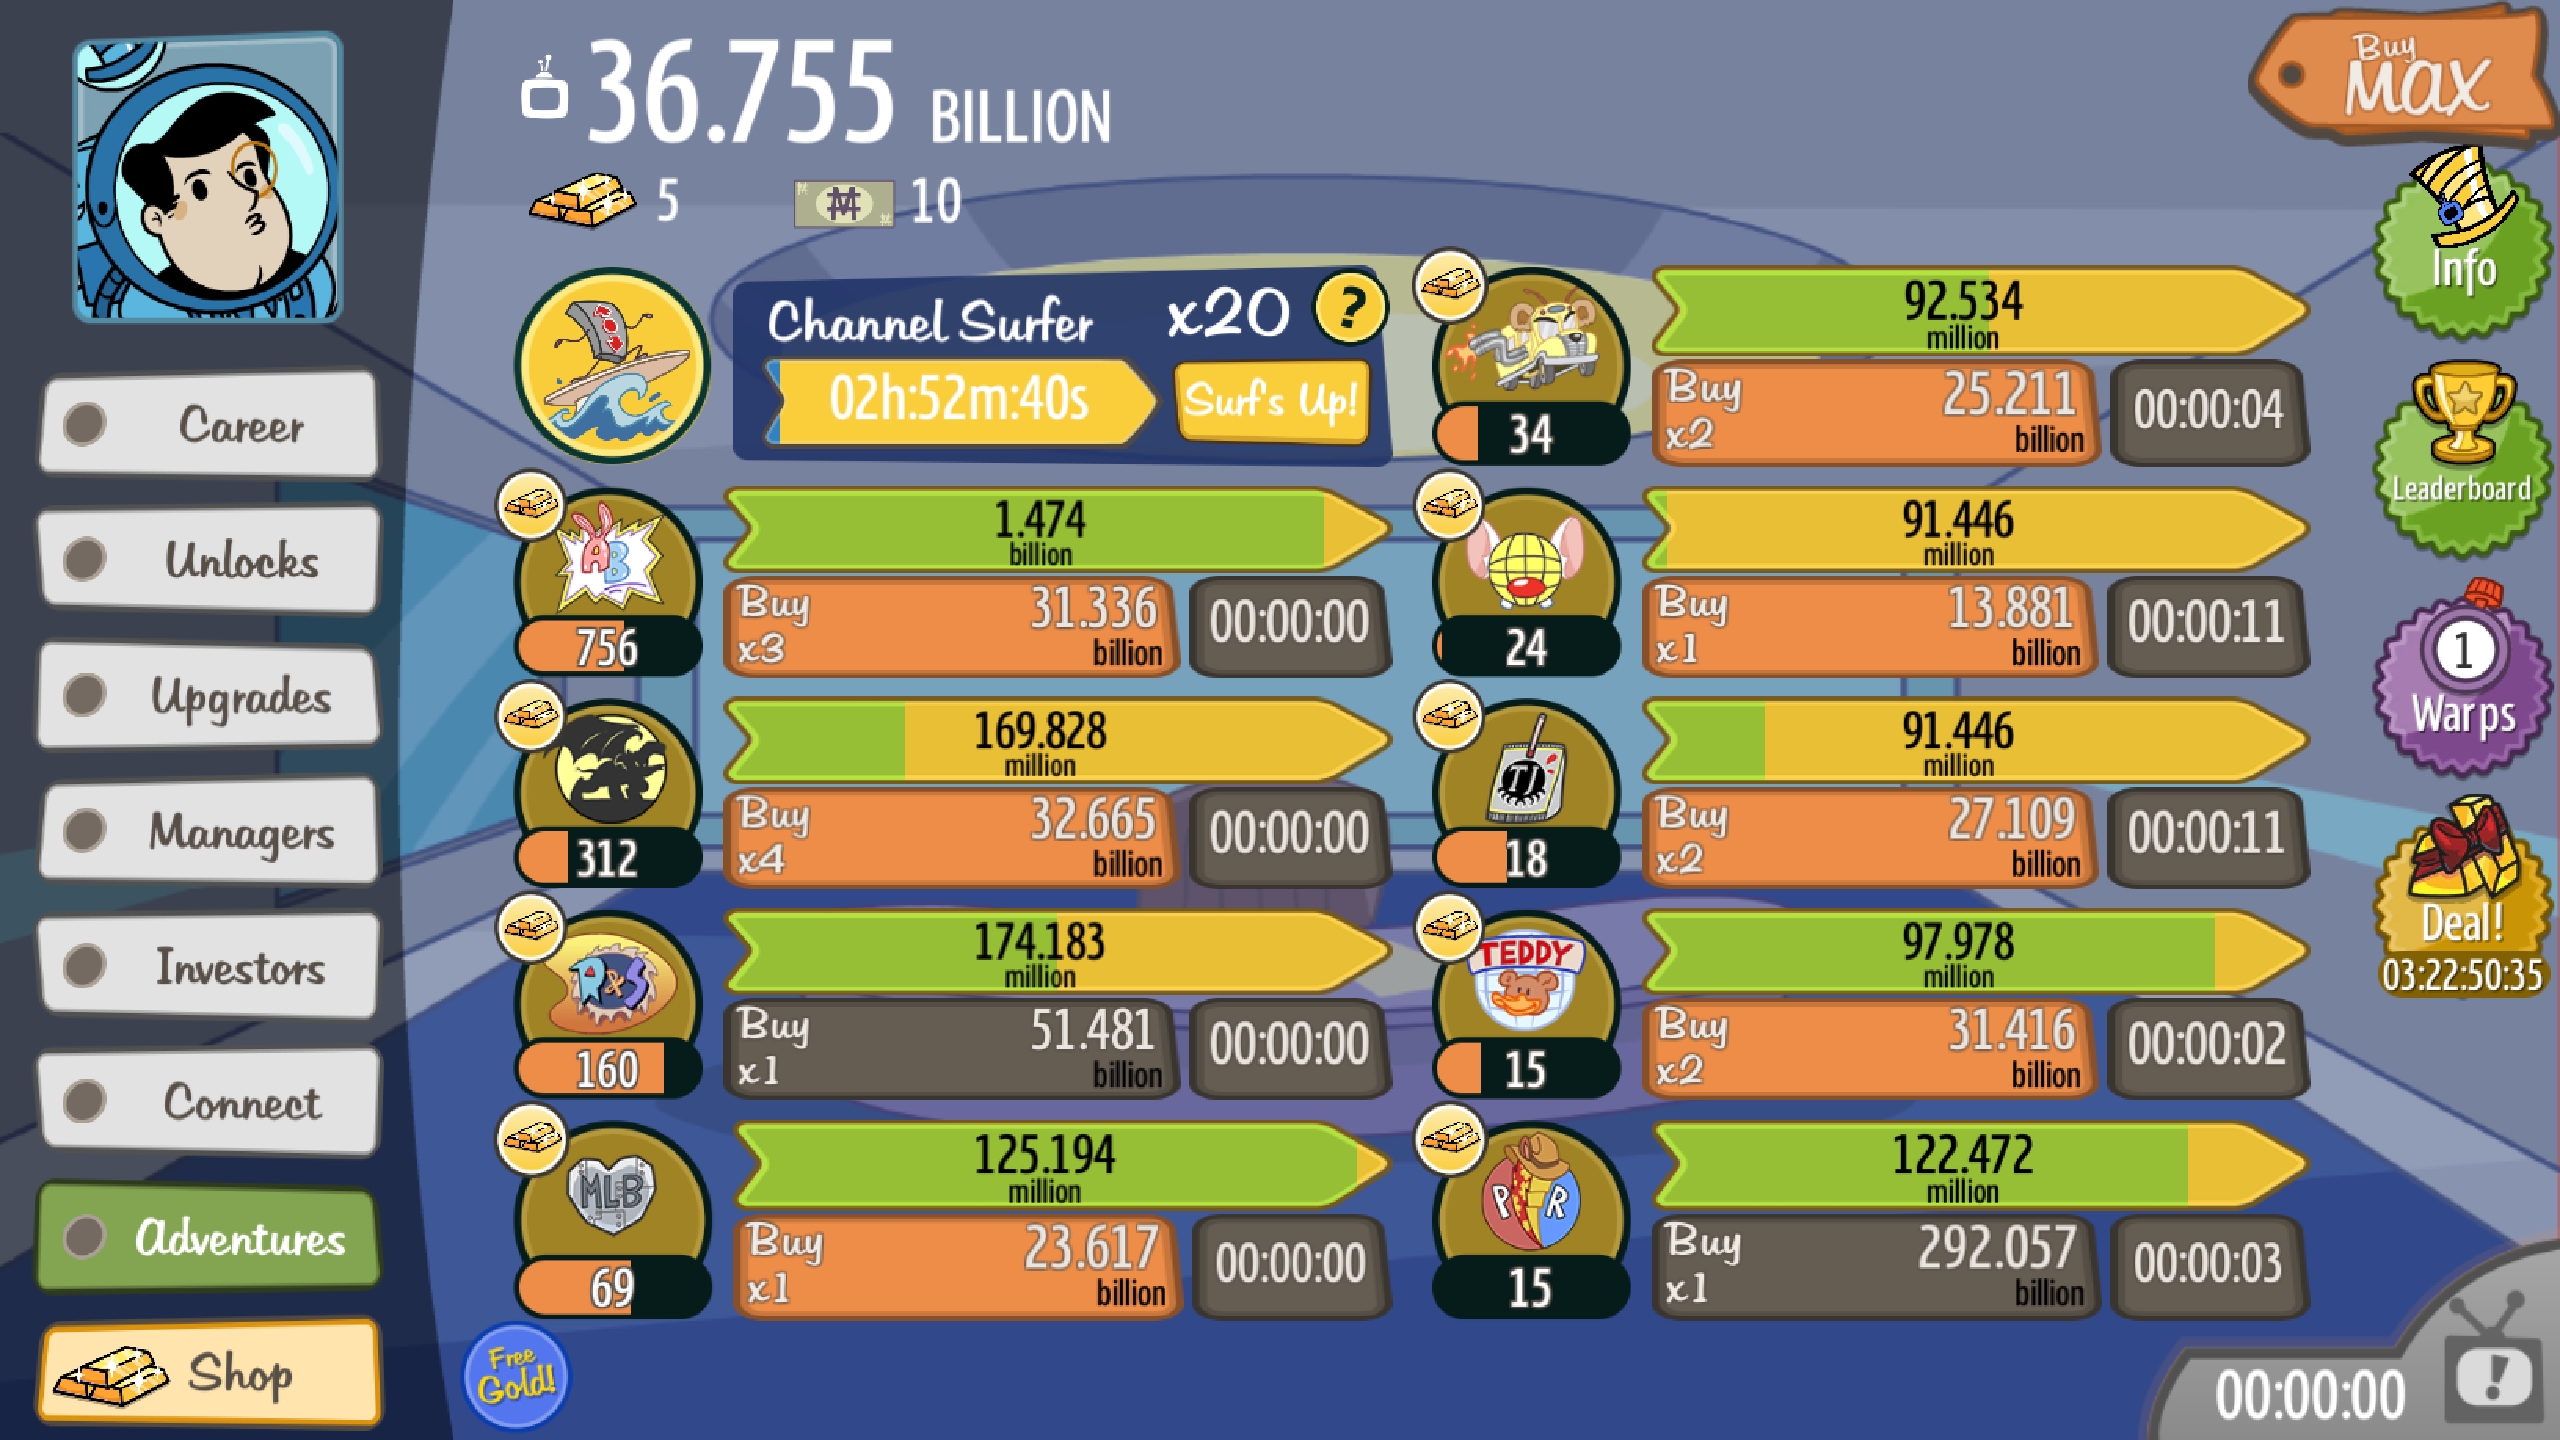 36.755 BILLION
5
10
Buy
MAX
Channel Surfer x20 ?
02h:52m:40s Surf's Up!
92.534
million
34
Buy
x2
25.211
billion
00:00:04
1.474
billion
AB
756
Buy
x3
31.336
billion
00:00:00
91.446
million
24
Buy
x1
13.881
billion
00:00:11
169.828
million
312
Buy
x4
32.665
billion
00:00:00
91.446
million
TJ
18
Buy
x2
27.109
billion
00:00:11
174.183
million
R&S
160
Buy
x1
51.481
billion
00:00:00
97.978
million
TEDDY
15
Buy
x2
31.416
billion
00:00:02
125.194
million
MLB
69
Buy
x1
23.617
billion
00:00:00
122.472
million
P R
15
Buy
x1
292.057
billion
00:00:03
Career
Unlocks
Upgrades
Managers
Investors
Connect
Adventures
Shop
Free
Gold!
Info
Leaderboard
1
Warps
Deal!
03:22:50:35
00:00:00
!